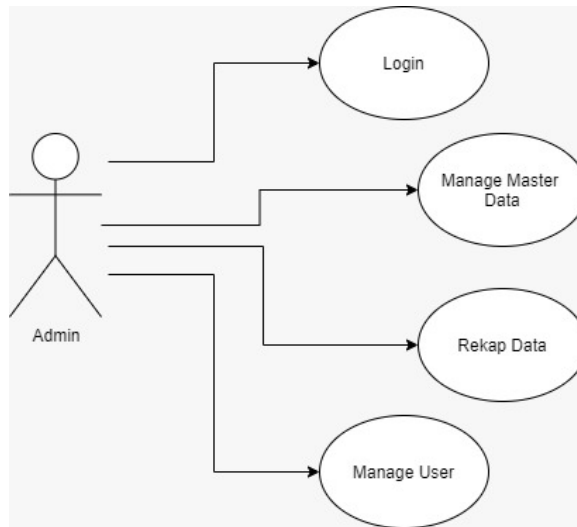 Login
Manage Master
Data
Admin
Rekap Data
Manage User